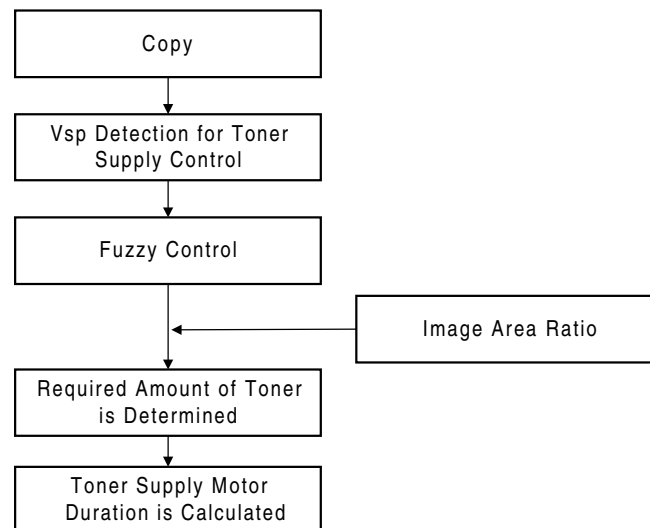 Copy
Vsp Detection for Toner
Supply Control
Fuzzy Control
Image Area Ratio
Required Amount of Toner
is Determined
Toner Supply Motor
Duration is Calculated